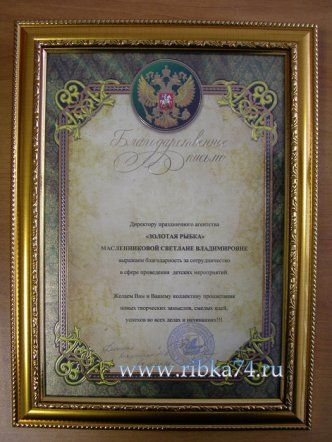 Благодарственное
письмо
Директору праздничного агентства
«ЗОЛОТАЯ РЫБКА»
МАСЛЕННИКОВОЙ СВЕТЛАНЕ ВЛАДИМИРОВНЕ
выражаем благодарность за сотрудничество
в сфере проведения детских мероприятий.
Желаем Вам и Вашему коллективу процветания
новых творческих замыслов, смелых идей,
успехов во всех делах и начинаниях!!!
www.ribka74.ru